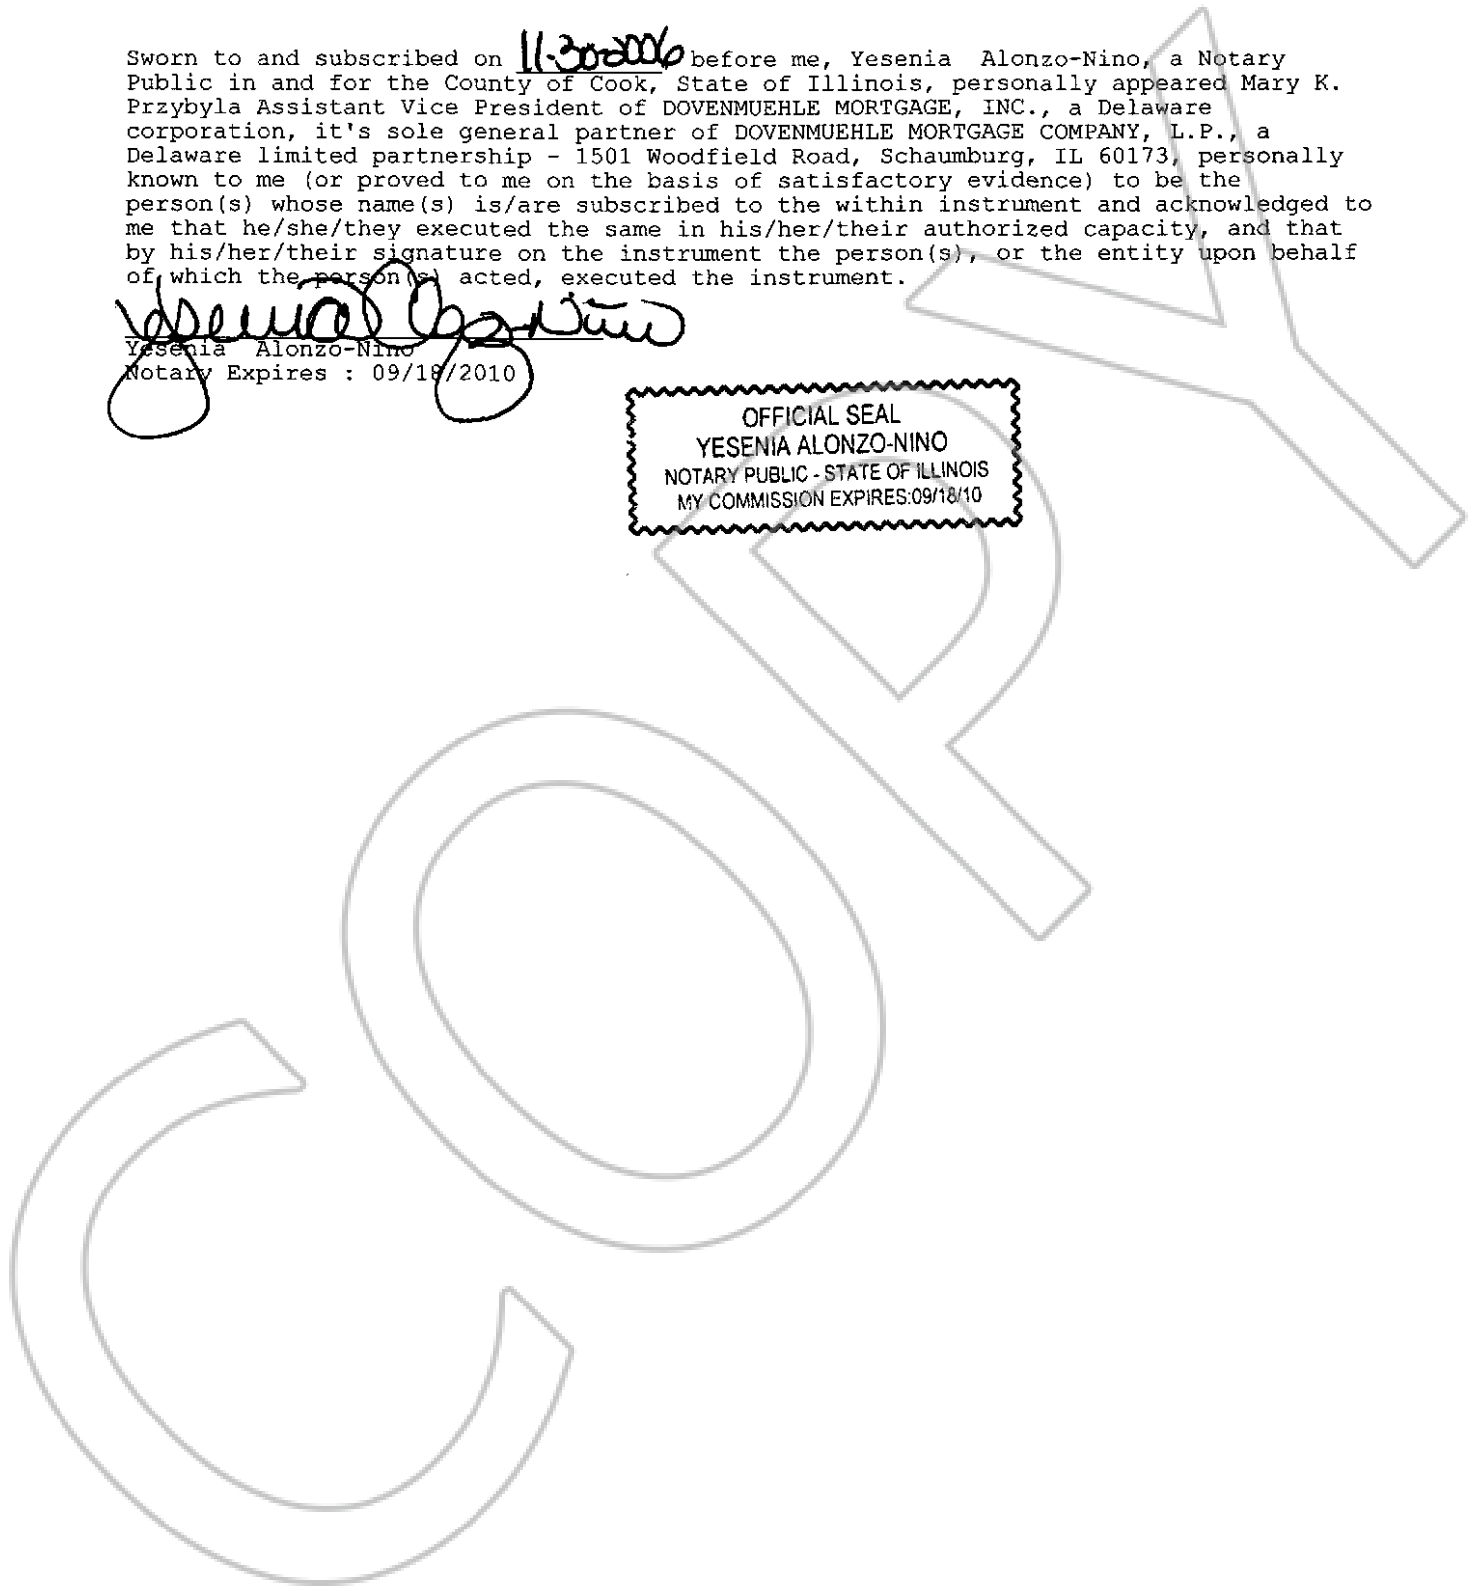 Sworn to and subscribed on 11-30-2006 before me, Yesenia  Alonzo-Nino, a Notary
Public in and for the County of Cook, State of Illinois, personally appeared Mary K.
Przybyla Assistant Vice President of DOVENMUEHLE MORTGAGE, INC., a Delaware
corporation, it's sole general partner of DOVENMUEHLE MORTGAGE COMPANY, L.P., a
Delaware limited partnership - 1501 Woodfield Road, Schaumburg, IL 60173, personally
known to me (or proved to me on the basis of satisfactory evidence) to be the
person(s) whose name(s) is/are subscribed to the within instrument and acknowledged to
me that he/she/they executed the same in his/her/their authorized capacity, and that
by his/her/their signature on the instrument the person(s), or the entity upon behalf
of which the person(s) acted, executed the instrument.
Yesenia Alonzo-Nino
Yesenia  Alonzo-Nino
Notary Expires : 09/18/2010
OFFICIAL SEAL
YESENIA ALONZO-NINO
NOTARY PUBLIC - STATE OF ILLINOIS
MY COMMISSION EXPIRES:09/18/10
COPY